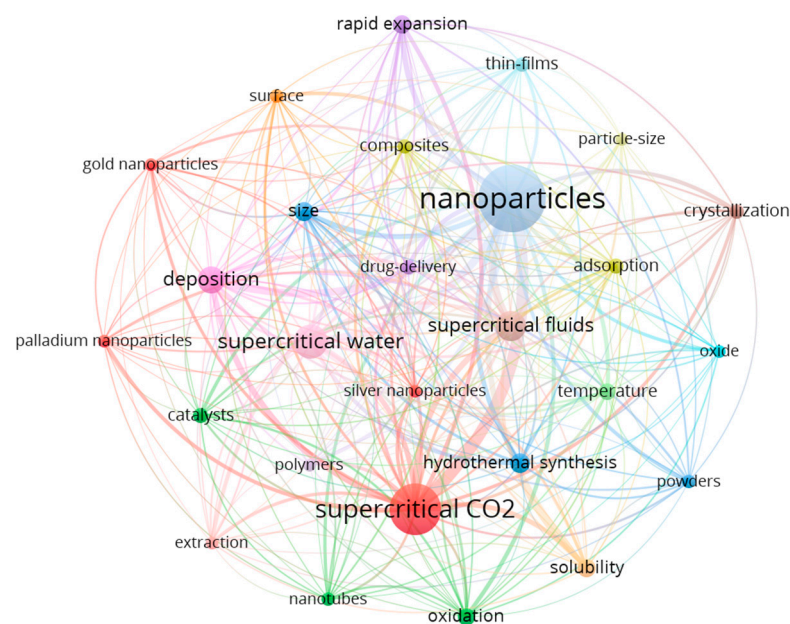 rapid expansion
thin-films
surface
composites
particle-size
gold nanoparticles
nanoparticles
size
crystallization
drug-delivery
adsorption
deposition
supercritical fluids
supercritical water
palladium nanoparticles
oxide
silver nanoparticles
temperature
catalysts
polymers
hydrothermal synthesis
powders
supercritical CO2
extraction
solubility
nanotubes
oxidation